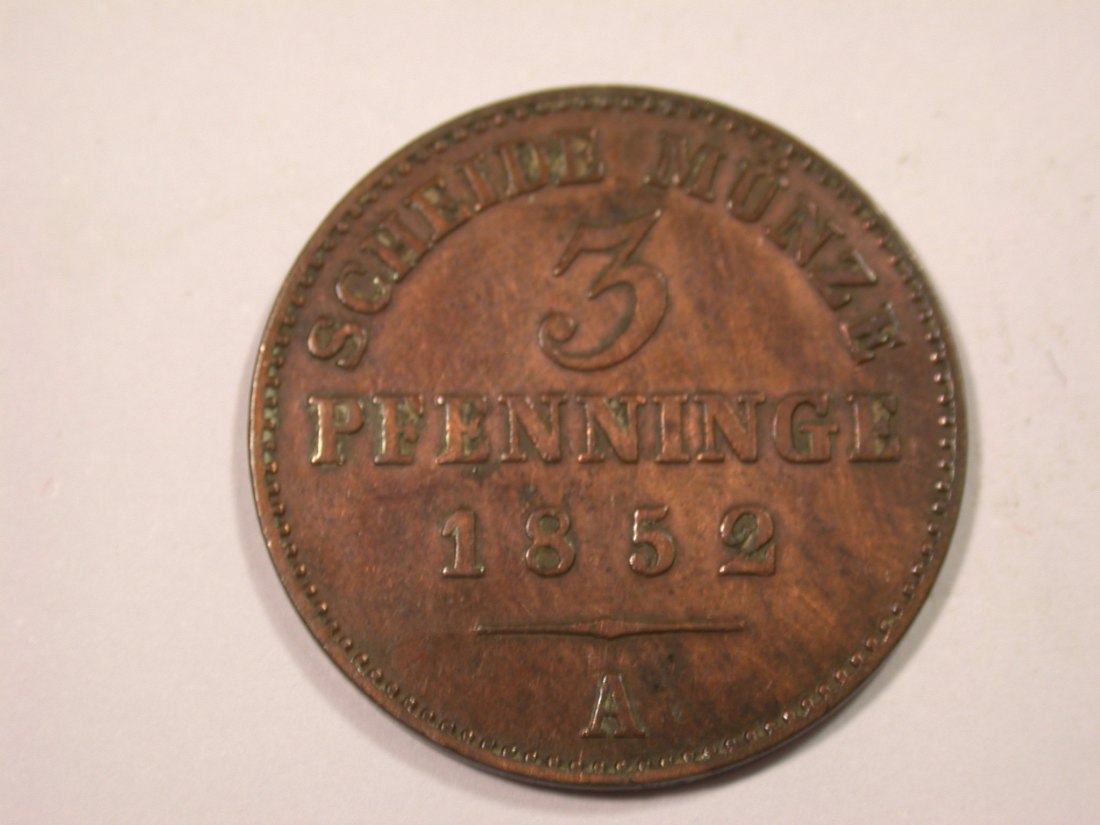 SCHEIDE MÜNZE
3
PFENNINGE
1852
A